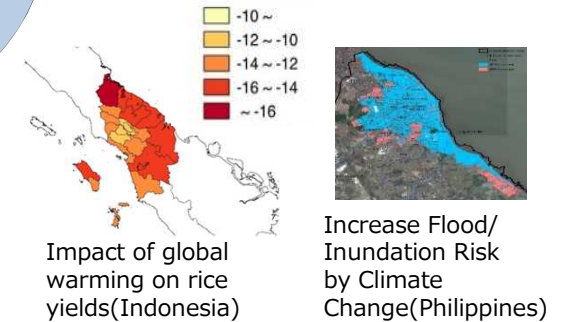 -10 ~
-12 ~ -10
-14 ~ -12
-16 ~ -14
~ -16
Impact of global
warming on rice
yields(Indonesia)
Increase Flood/
Inundation Risk
by Climate
Change(Philippines)